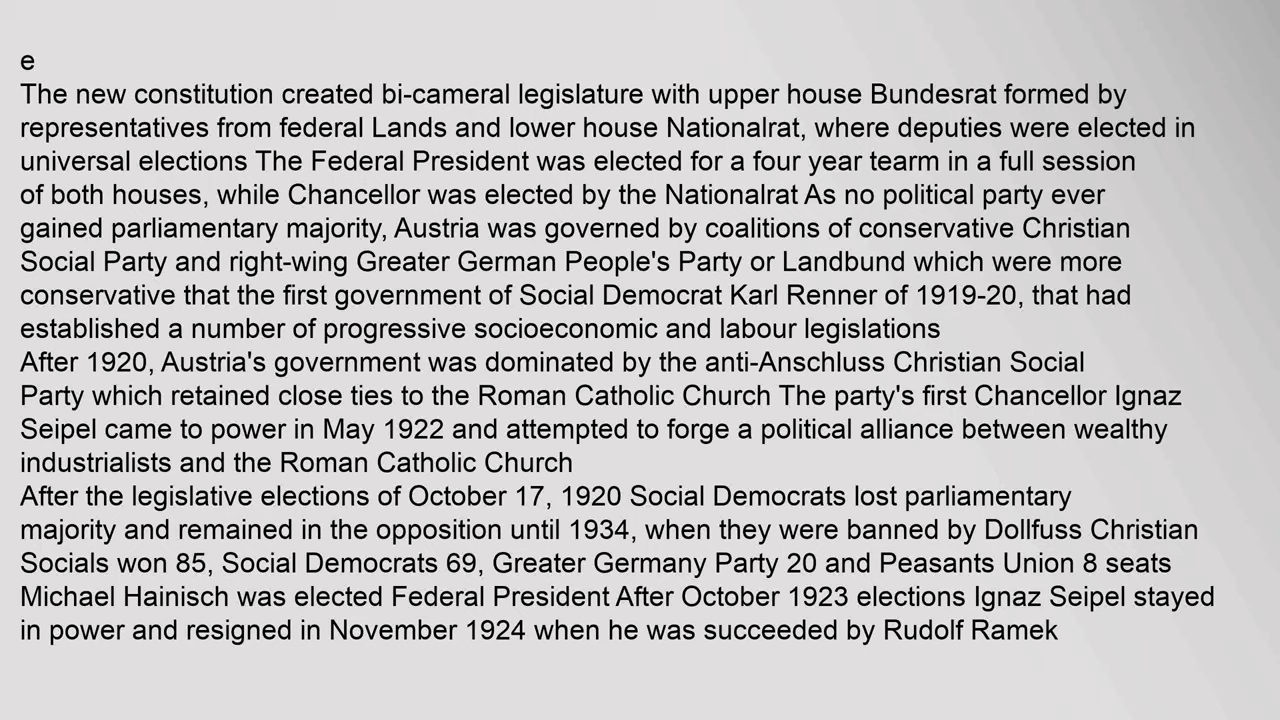 e
The new constitution created bi-cameral legislature with upper house Bundesrat formed by
representatives from federal Lands and lower house Nationalrat, where deputies were elected in
universal elections The Federal President was elected for a four year tearm in a full session
of both houses, while Chancellor was elected by the Nationalrat As no political party ever
gained parliamentary majority, Austria was governed by coalitions of conservative Christian
Social Party and right-wing Greater German People's Party or Landbund which were more
conservative that the first government of Social Democrat Karl Renner of 1919-20, that had
established a number of progressive socioeconomic and labour legislations
After 1920, Austria's government was dominated by the anti-Anschluss Christian Social
Party which retained close ties to the Roman Catholic Church The party's first Chancellor Ignaz
Seipel came to power in May 1922 and attempted to forge a political alliance between wealthy
industrialists and the Roman Catholic Church
After the legislative elections of October 17, 1920 Social Democrats lost parliamentary
majority and remained in the opposition until 1934, when they were banned by Dollfuss Christian
Socials won 85, Social Democrats 69, Greater Germany Party 20 and Peasants Union 8 seats
Michael Hainisch was elected Federal President After October 1923 elections Ignaz Seipel stayed
in power and resigned in November 1924 when he was succeeded by Rudolf Ramek